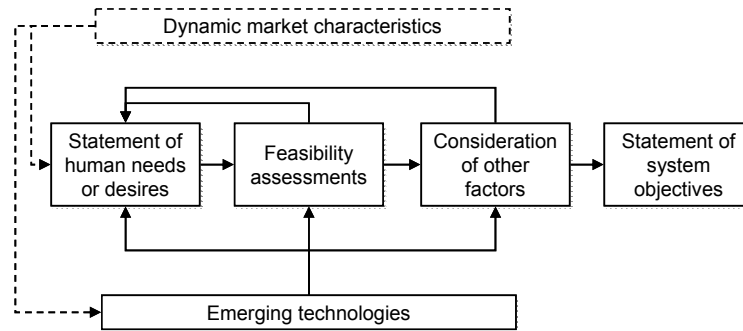 Dynamic market characteristics
Statement of
human needs
or desires
Feasibility
assessments
Consideration
of other
factors
Statement of
system
objectives
Emerging technologies